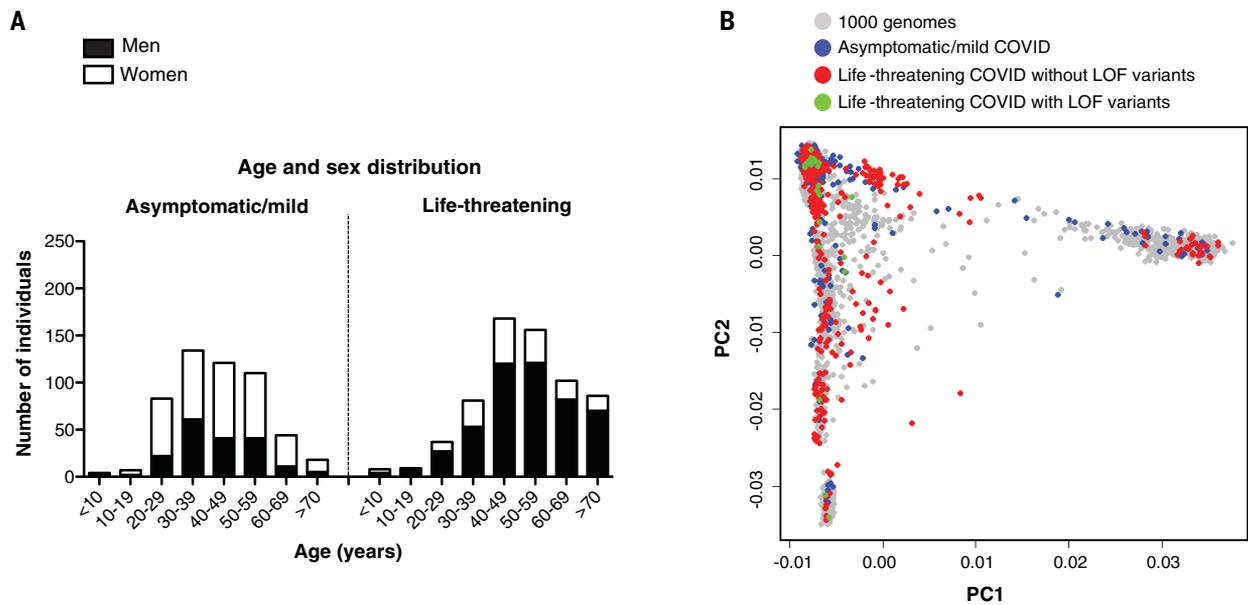 A
Men
Women
Age and sex distribution
Asymptomatic/mild
Life-threatening
Number of individuals
250
200
150
100
50
0
<10
10-19
20-29
30-39
40-49
50-59
60-69
>70
<10
10-19
20-29
30-39
40-49
50-59
60-69
>70
Age (years)
B
1000 genomes
Asymptomatic/mild COVID
Life -threatening COVID without LOF variants
Life -threatening COVID with LOF variants
PC2
0.01
0.00
-0.01
-0.02
-0.03
-0.01
0.00
0.01
0.02
0.03
PC1